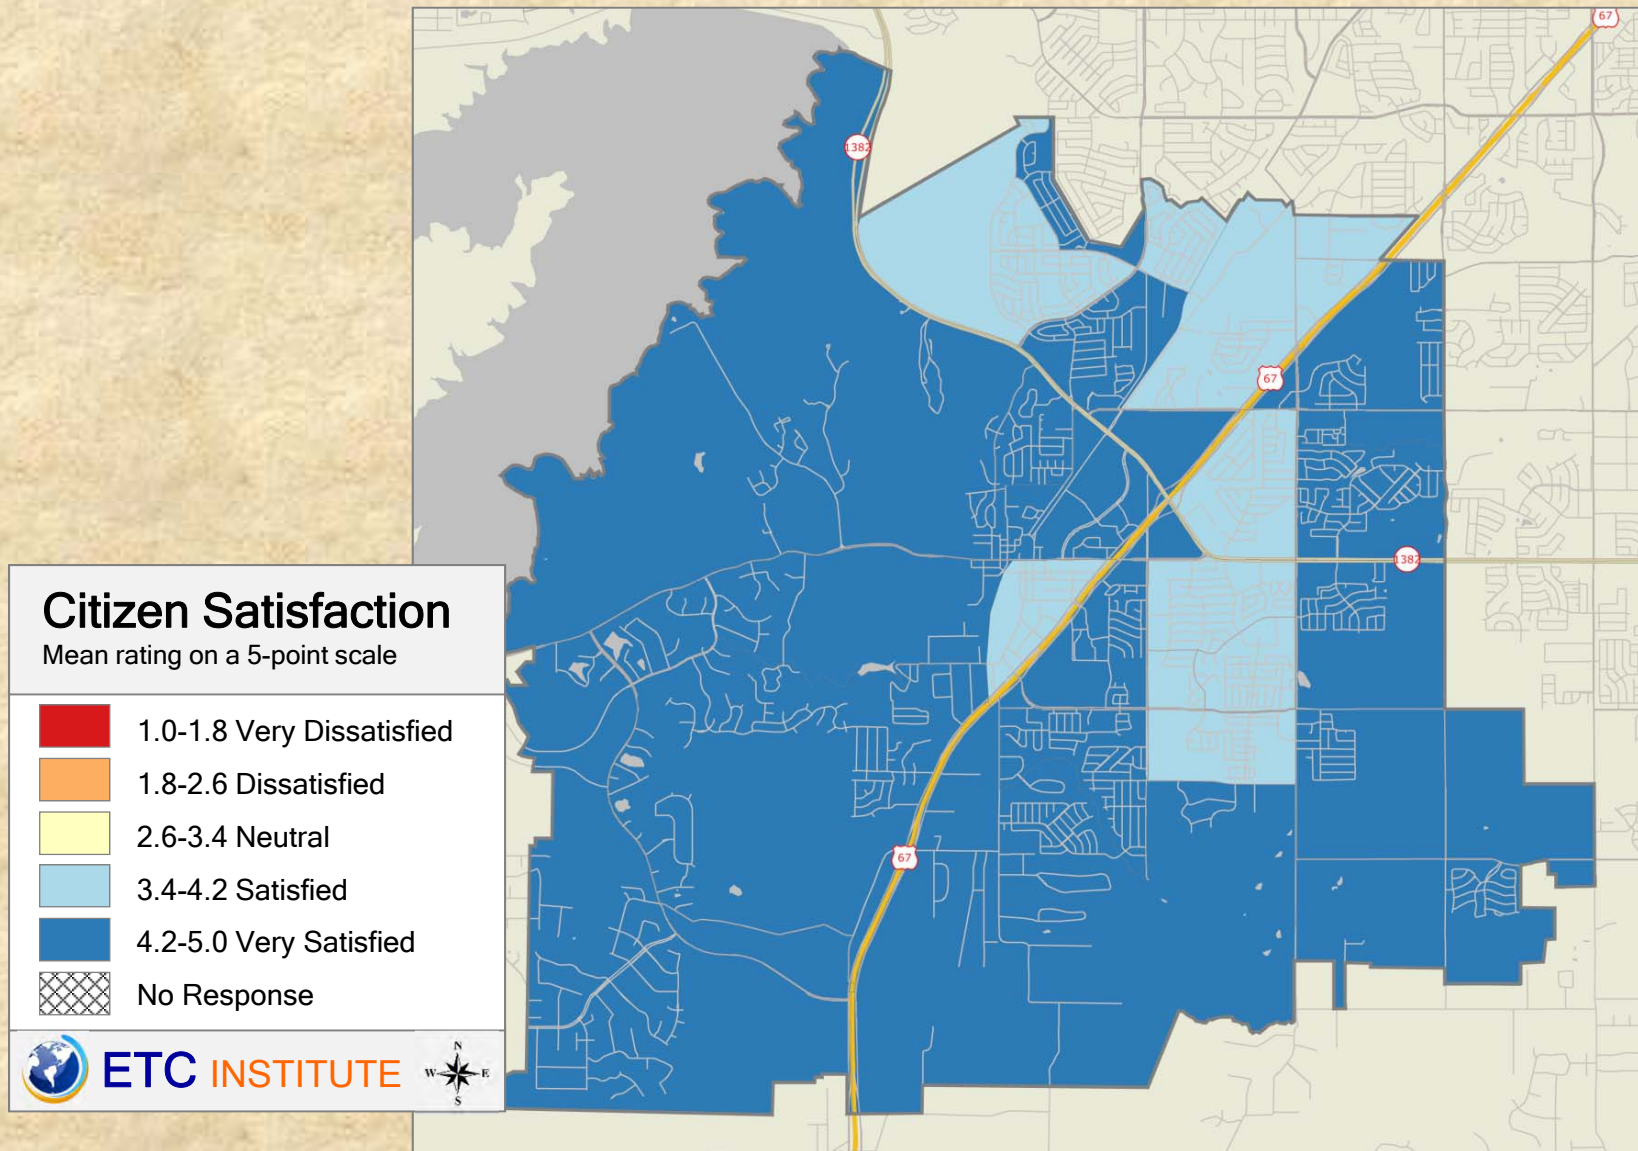 67
1382
67
1382
67
Citizen Satisfaction
Mean rating on a 5-point scale
1.0-1.8 Very Dissatisfied
1.8-2.6 Dissatisfied
2.6-3.4 Neutral
3.4-4.2 Satisfied
4.2-5.0 Very Satisfied
No Response
ETC INSTITUTE
N
W E
S